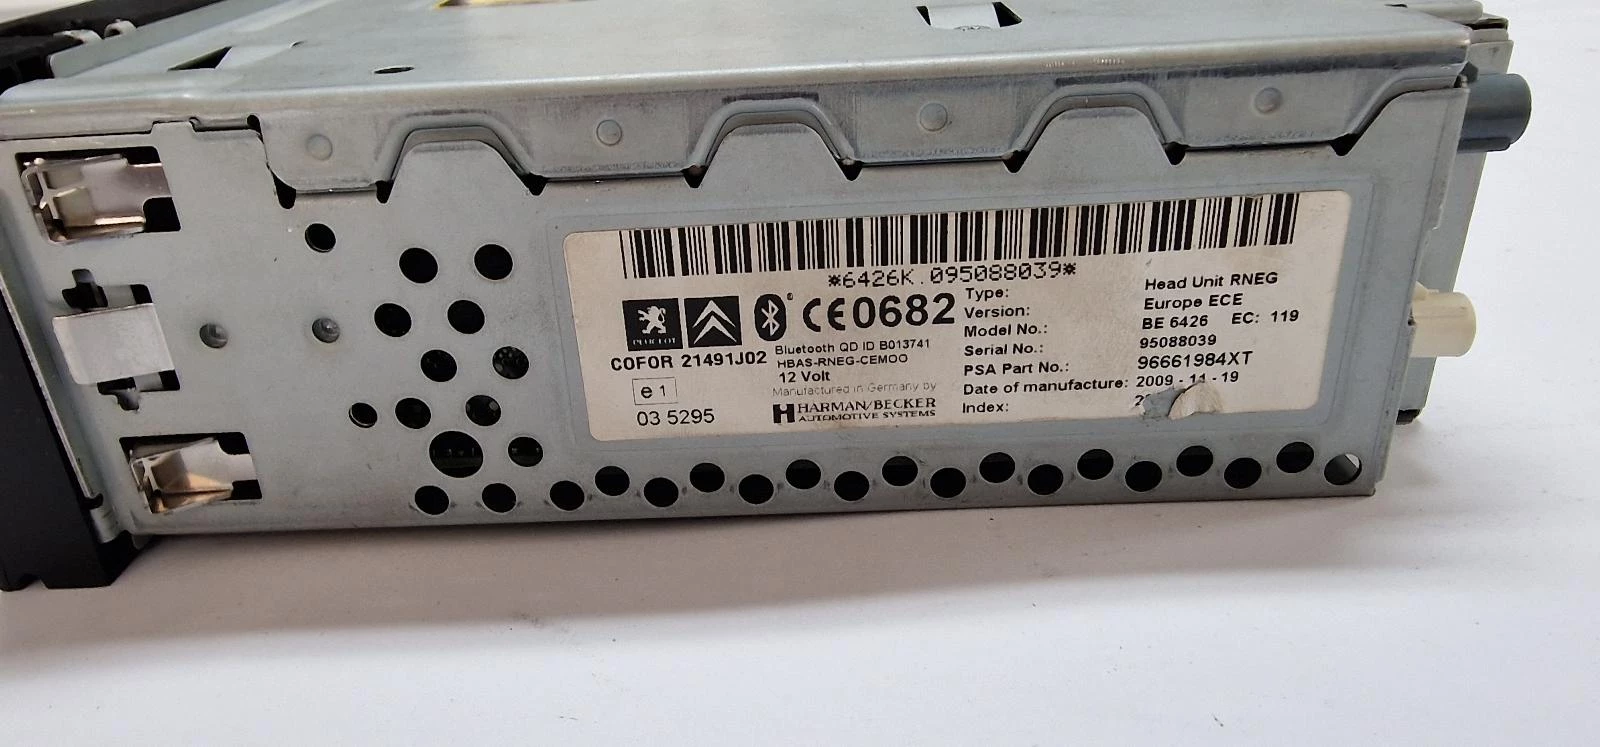 *6426K.095088039*
PEUGEOT
CE0682
COFOR 21491J02
Bluetooth QD ID B013741
HBAS-RNEG-CEMOO
12 Volt
e1
03 5295
Manufactured in Germany by
HARMAN/BECKER
AUTOMOTIVE SYSTEMS
Type: Head Unit RNEG
Version: Europe ECE
Model No.: BE 6426 EC: 119
Serial No.: 95088039
PSA Part No.: 96661984XT
Date of manufacture: 2009 - 11 - 19
Index: